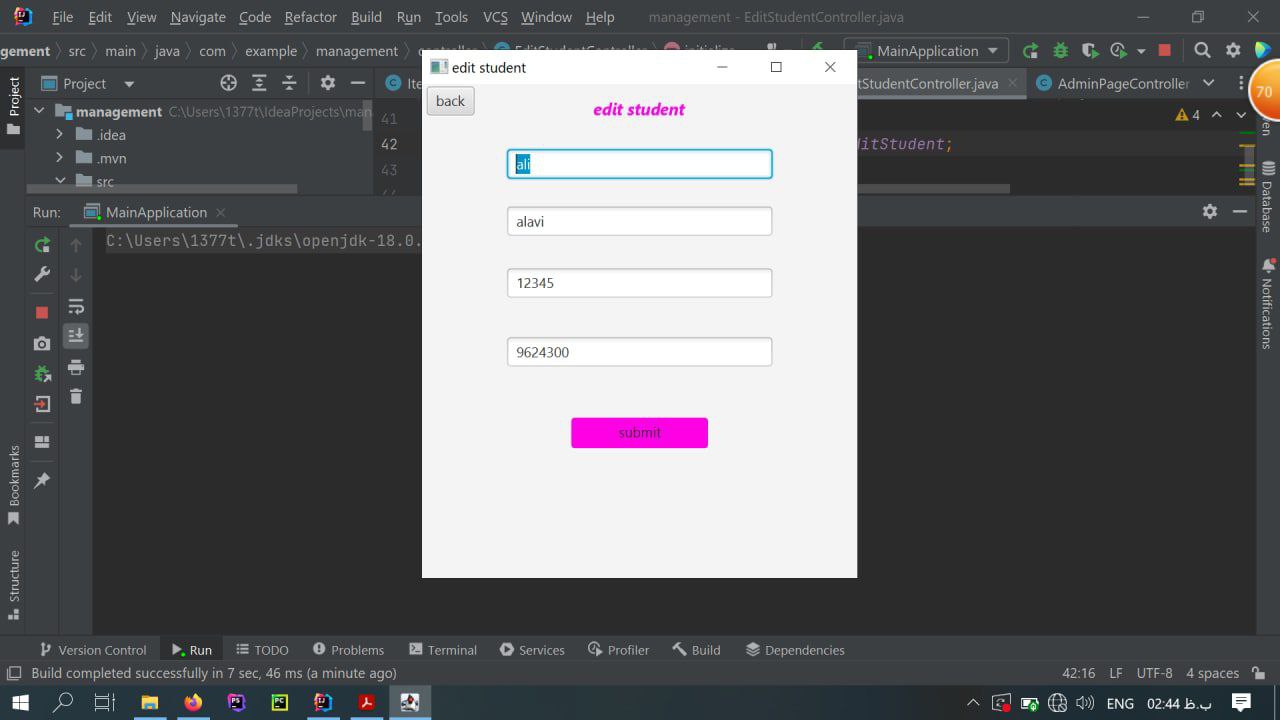 File Edit View Navigate Code Refactor Build Run Tools VCS Window Help management - EditStudentController.java
gement src main java com example management EditStudentController initialize MainApplication
Project StudentController.java AdminPageController
management C:\Users\1377t\IdeaProjects\man
.idea
.mvn
src
41
42 ditStudent; 4
43
70
Run: MainApplication
C:\Users\1377t\.jdks\openjdk-18.0.
edit student
back
edit student
ali
alavi
12345
9624300
submit
Project
Bookmarks
Structure
Database
Notifications
Version Control Run TODO Problems Terminal Services Profiler Build Dependencies
Build completed successfully in 7 sec, 46 ms (a minute ago) 42:16 LF UTF-8 4 spaces
ENG 02:44 ب.ظ